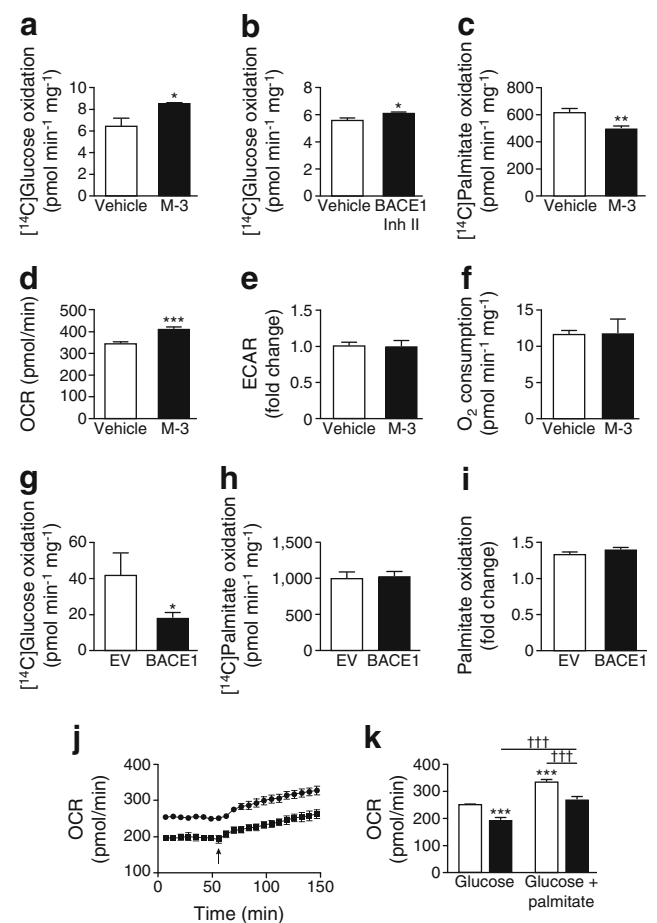 a
[¹⁴C]Glucose oxidation
(pmol min⁻¹ mg⁻¹)
10
8
6
4
2
0
*
Vehicle M-3
b
[¹⁴C]Glucose oxidation
(pmol min⁻¹ mg⁻¹)
8
6
4
2
0
*
Vehicle BACE1
Inh II
c
[¹⁴C]Palmitate oxidation
(pmol min⁻¹ mg⁻¹)
800
600
400
200
0
**
Vehicle M-3
d
OCR (pmol/min)
500
400
300
200
100
0
***
Vehicle M-3
e
ECAR
(fold change)
1.5
1.0
0.5
0
Vehicle M-3
f
O₂ consumption
(pmol min⁻¹ mg⁻¹)
15
10
5
0
Vehicle M-3
g
[¹⁴C]Glucose oxidation
(pmol min⁻¹ mg⁻¹)
60
40
20
0
*
EV BACE1
h
[¹⁴C]Palmitate oxidation
(pmol min⁻¹ mg⁻¹)
1,500
1,000
500
0
EV BACE1
i
Palmitate oxidation
(fold change)
1.5
1.0
0.5
0
EV BACE1
j
OCR
(pmol/min)
400
300
200
100
0 50 100 150
Time (min)
k
OCR
(pmol/min)
400
300
200
100
0
†††
†††
***
***
Glucose Glucose +
palmitate